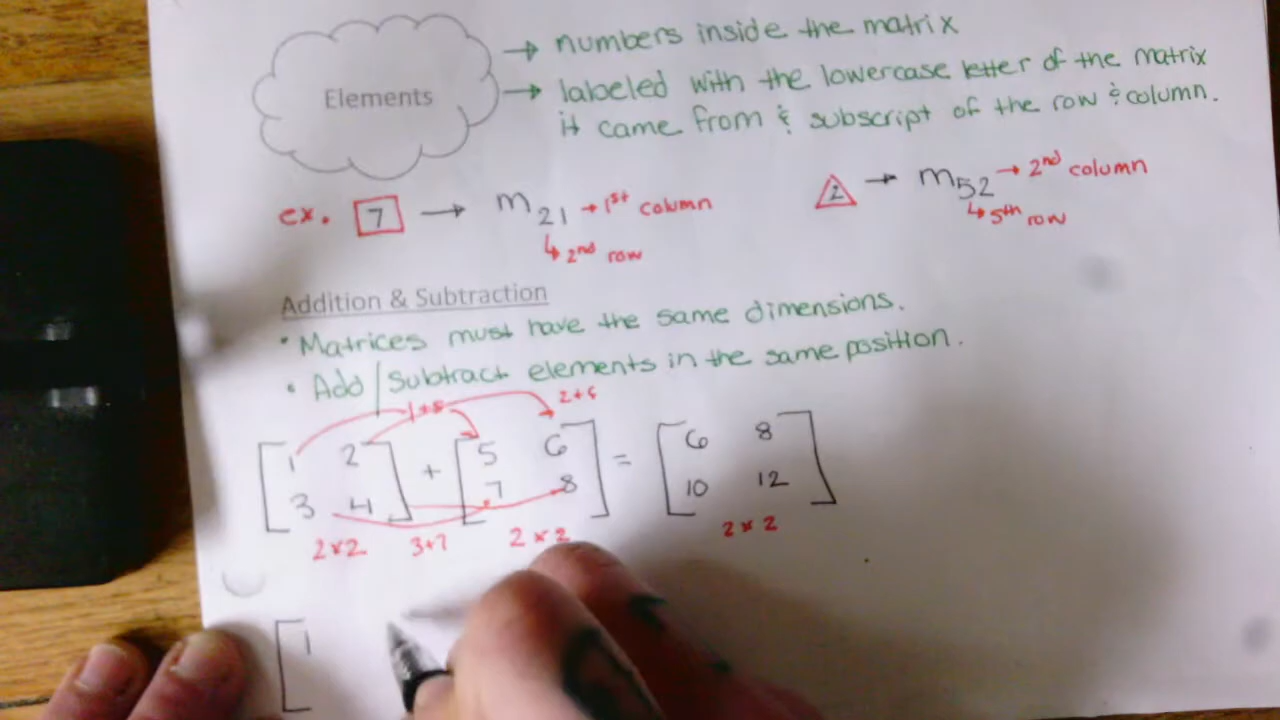 Elements
→ numbers inside the matrix
→ labeled with the lowercase letter of the matrix
it came from & subscript of the row & column.
ex. 7 → m21 → 1st column
↳ 2nd row
2 → m52 → 2nd column
↳ 5th row
Addition & Subtraction
• Matrices must have the same dimensions.
• Add/Subtract elements in the same position.
1+5 2+6
[1 2] + [5 6] = [6 8]
[3 4] [7 8] [10 12]
2×2 3+7 2×2 2×2
[1